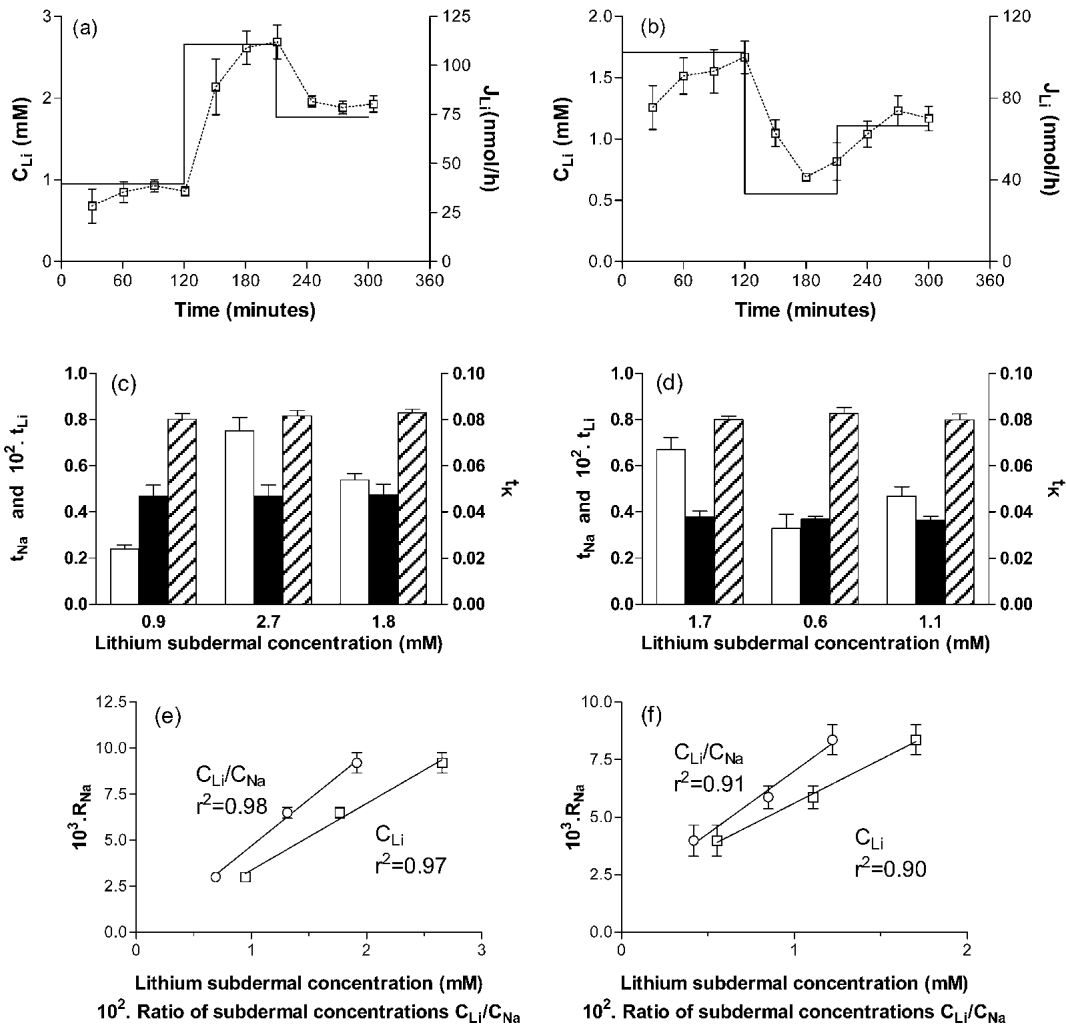 (a)
3
2
1
0
C_Li (mM)
125
100
75
50
25
0
J_Li (nmol/h)
0 60 120 180 240 300 360
Time (minutes)
(b)
2.0
1.5
1.0
0.5
0.0
C_Li (mM)
120
80
40
0
J_Li (nmol/h)
0 60 120 180 240 300 360
Time (minutes)
(c)
1.0
0.8
0.6
0.4
0.2
0.0
t_Na and 10². t_Li
0.10
0.08
0.06
0.04
0.02
0.00
t_K
0.9 2.7 1.8
Lithium subdermal concentration (mM)
(d)
1.0
0.8
0.6
0.4
0.2
0.0
t_Na and 10². t_Li
0.10
0.08
0.06
0.04
0.02
0.00
t_K
1.7 0.6 1.1
Lithium subdermal concentration (mM)
(e)
12.5
10.0
7.5
5.0
2.5
0.0
10³.R_Na
C_Li/C_Na
r²=0.98
C_Li
r²=0.97
0 1 2 3
Lithium subdermal concentration (mM)
10². Ratio of subdermal concentrations C_Li/C_Na
(f)
10.0
7.5
5.0
2.5
0.0
10³.R_Na
C_Li/C_Na
r²=0.91
C_Li
r²=0.90
0 1 2
Lithium subdermal concentration (mM)
10². Ratio of subdermal concentrations C_Li/C_Na